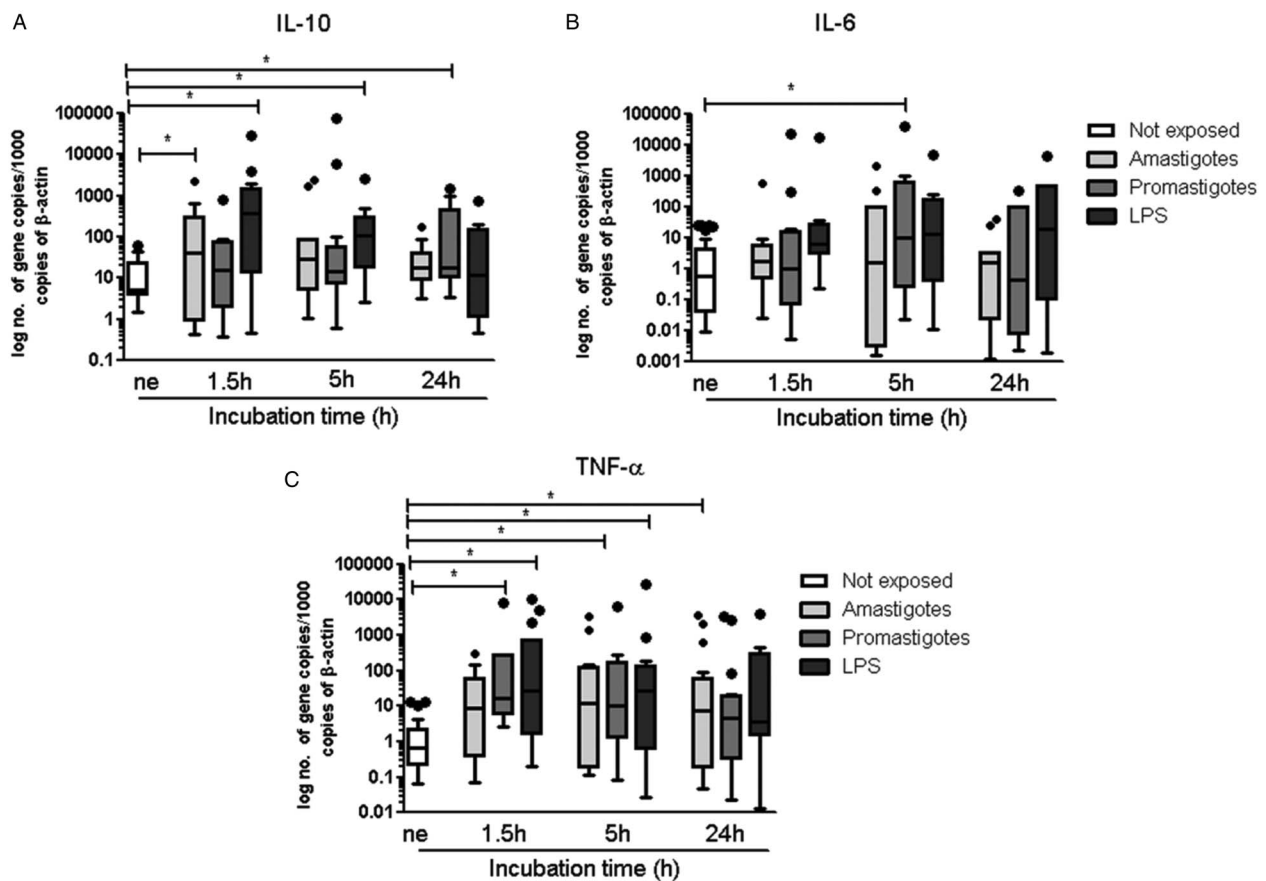 A
IL-10
*
*
*
*
log no. of gene copies/1000
copies of β-actin
100000
10000
1000
100
10
1
0.1
ne 1.5h 5h 24h
Incubation time (h)
B
IL-6
*
log no. of gene copies/1000
copies of β-actin
100000
10000
1000
100
10
1
0.1
0.01
0.001
ne 1.5h 5h 24h
Incubation time (h)
Not exposed
Amastigotes
Promastigotes
LPS
C
TNF-α
*
*
*
*
*
log no. of gene copies/1000
copies of β-actin
100000
10000
1000
100
10
1
0.1
0.01
ne 1.5h 5h 24h
Incubation time (h)
Not exposed
Amastigotes
Promastigotes
LPS